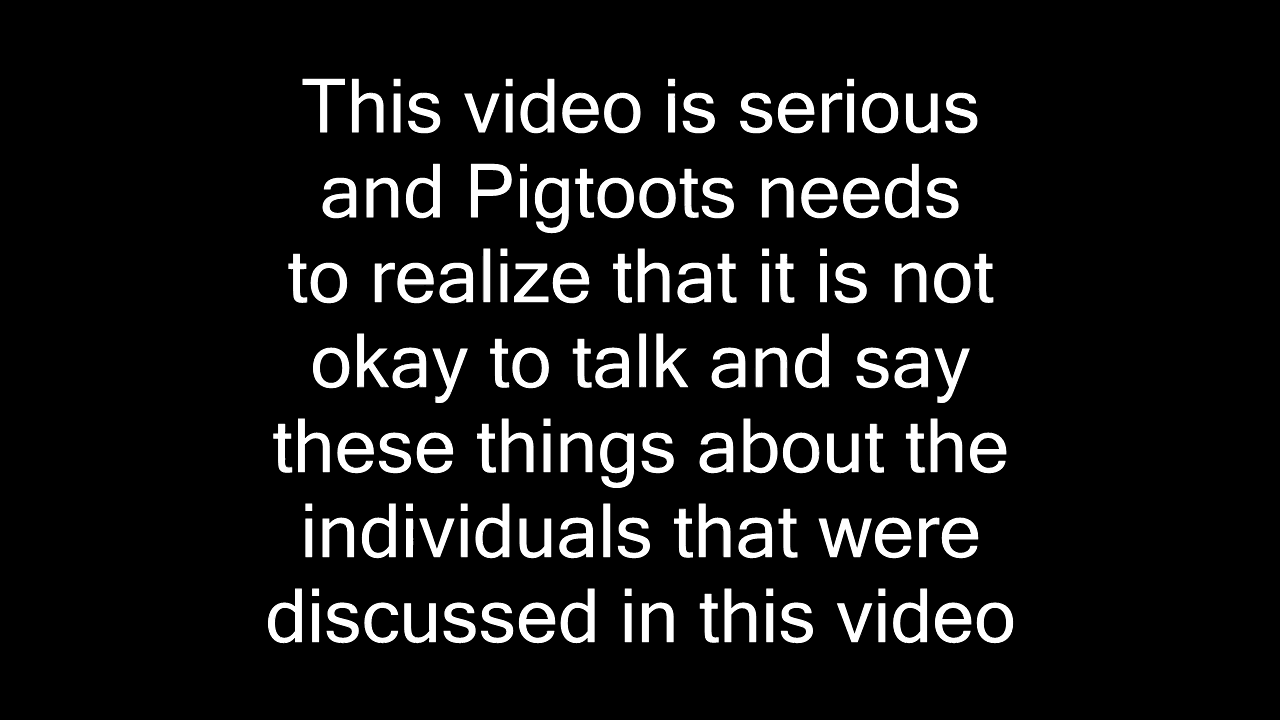 This video is serious
and Pigtoots needs
to realize that it is not
okay to talk and say
these things about the
individuals that were
discussed in this video